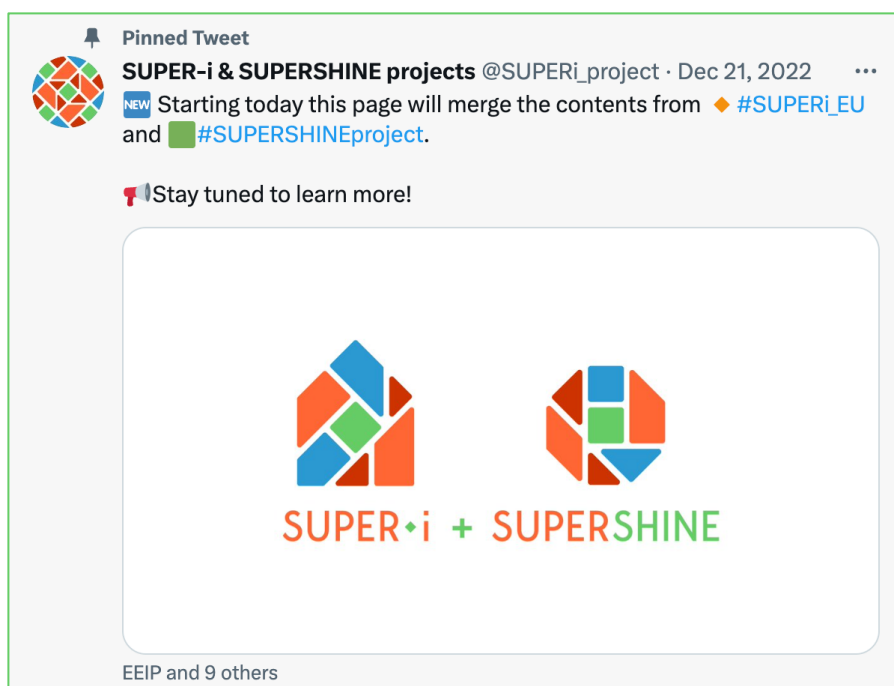 Pinned Tweet
SUPER-i & SUPERSHINE projects @SUPERi_project · Dec 21, 2022
NEW Starting today this page will merge the contents from #SUPERi_EU
and #SUPERSHINEproject.
Stay tuned to learn more!
SUPER·i + SUPERSHINE
EEIP and 9 others